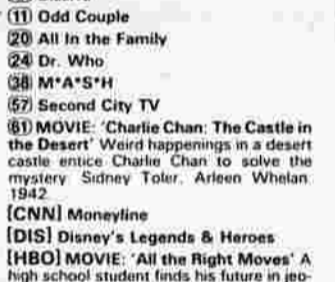 (11) Odd Couple
(20) All In the Family
(24) Dr. Who
(38) M*A*S*H
(57) Second City TV
(61) MOVIE: 'Charlie Chan: The Castle in
the Desert' Weird happenings in a desert
castle entice Charlie Chan to solve the
mystery. Sidney Toler, Arleen Whelan.
1942.
[CNN] Moneyline
[DIS] Disney's Legends & Heroes
[HBO] MOVIE: 'All the Right Moves' A
high school student finds his future in jeo-